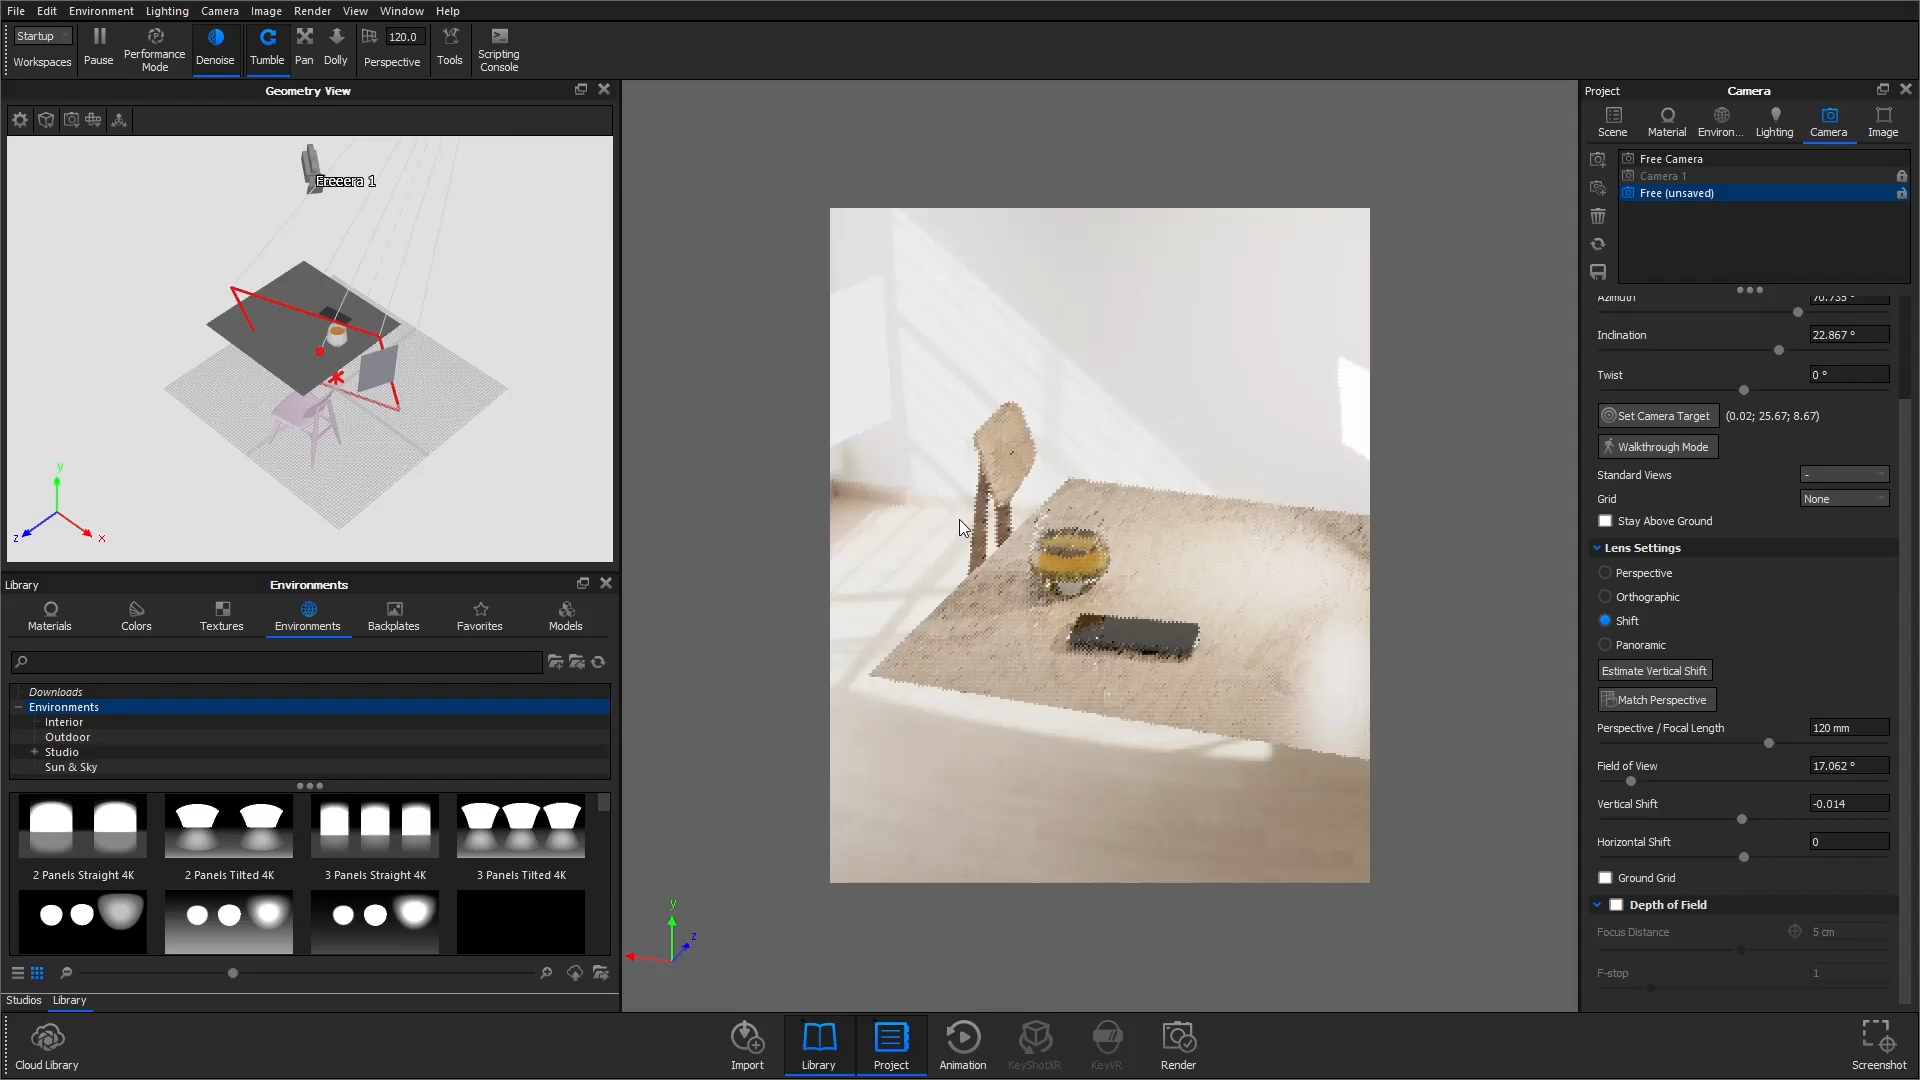 File Edit Environment Lighting Camera Image Render View Window Help
Startup
120.0
Workspaces Pause Performance Mode Denoise Tumble Pan Dolly Perspective Tools Scripting Console
Geometry View
y
z
x
Library Environments
Materials Colors Textures Environments Backplates Favorites Models
Downloads
Environments
Interior
Outdoor
Studio
Sun & Sky
2 Panels Straight 4K 2 Panels Tilted 4K 3 Panels Straight 4K 3 Panels Tilted 4K
Studios Library
y
z
Project Camera
Scene Material Environ... Lighting Camera Image
Free Camera
Camera 1
Free (unsaved)
Azimuth 70.735 °
Inclination 22.867 °
Twist 0 °
Set Camera Target (0.02; 25.67; 8.67)
Walkthrough Mode
Standard Views -
Grid None
Stay Above Ground
Lens Settings
Perspective
Orthographic
Shift
Panoramic
Estimate Vertical Shift
Match Perspective
Perspective / Focal Length 120 mm
Field of View 17.062 °
Vertical Shift -0.014
Horizontal Shift 0
Ground Grid
Depth of Field
Focus Distance 5 cm
F-stop 1
Cloud Library Import Library Project Animation KeyShotXR KeyVR Render Screenshot